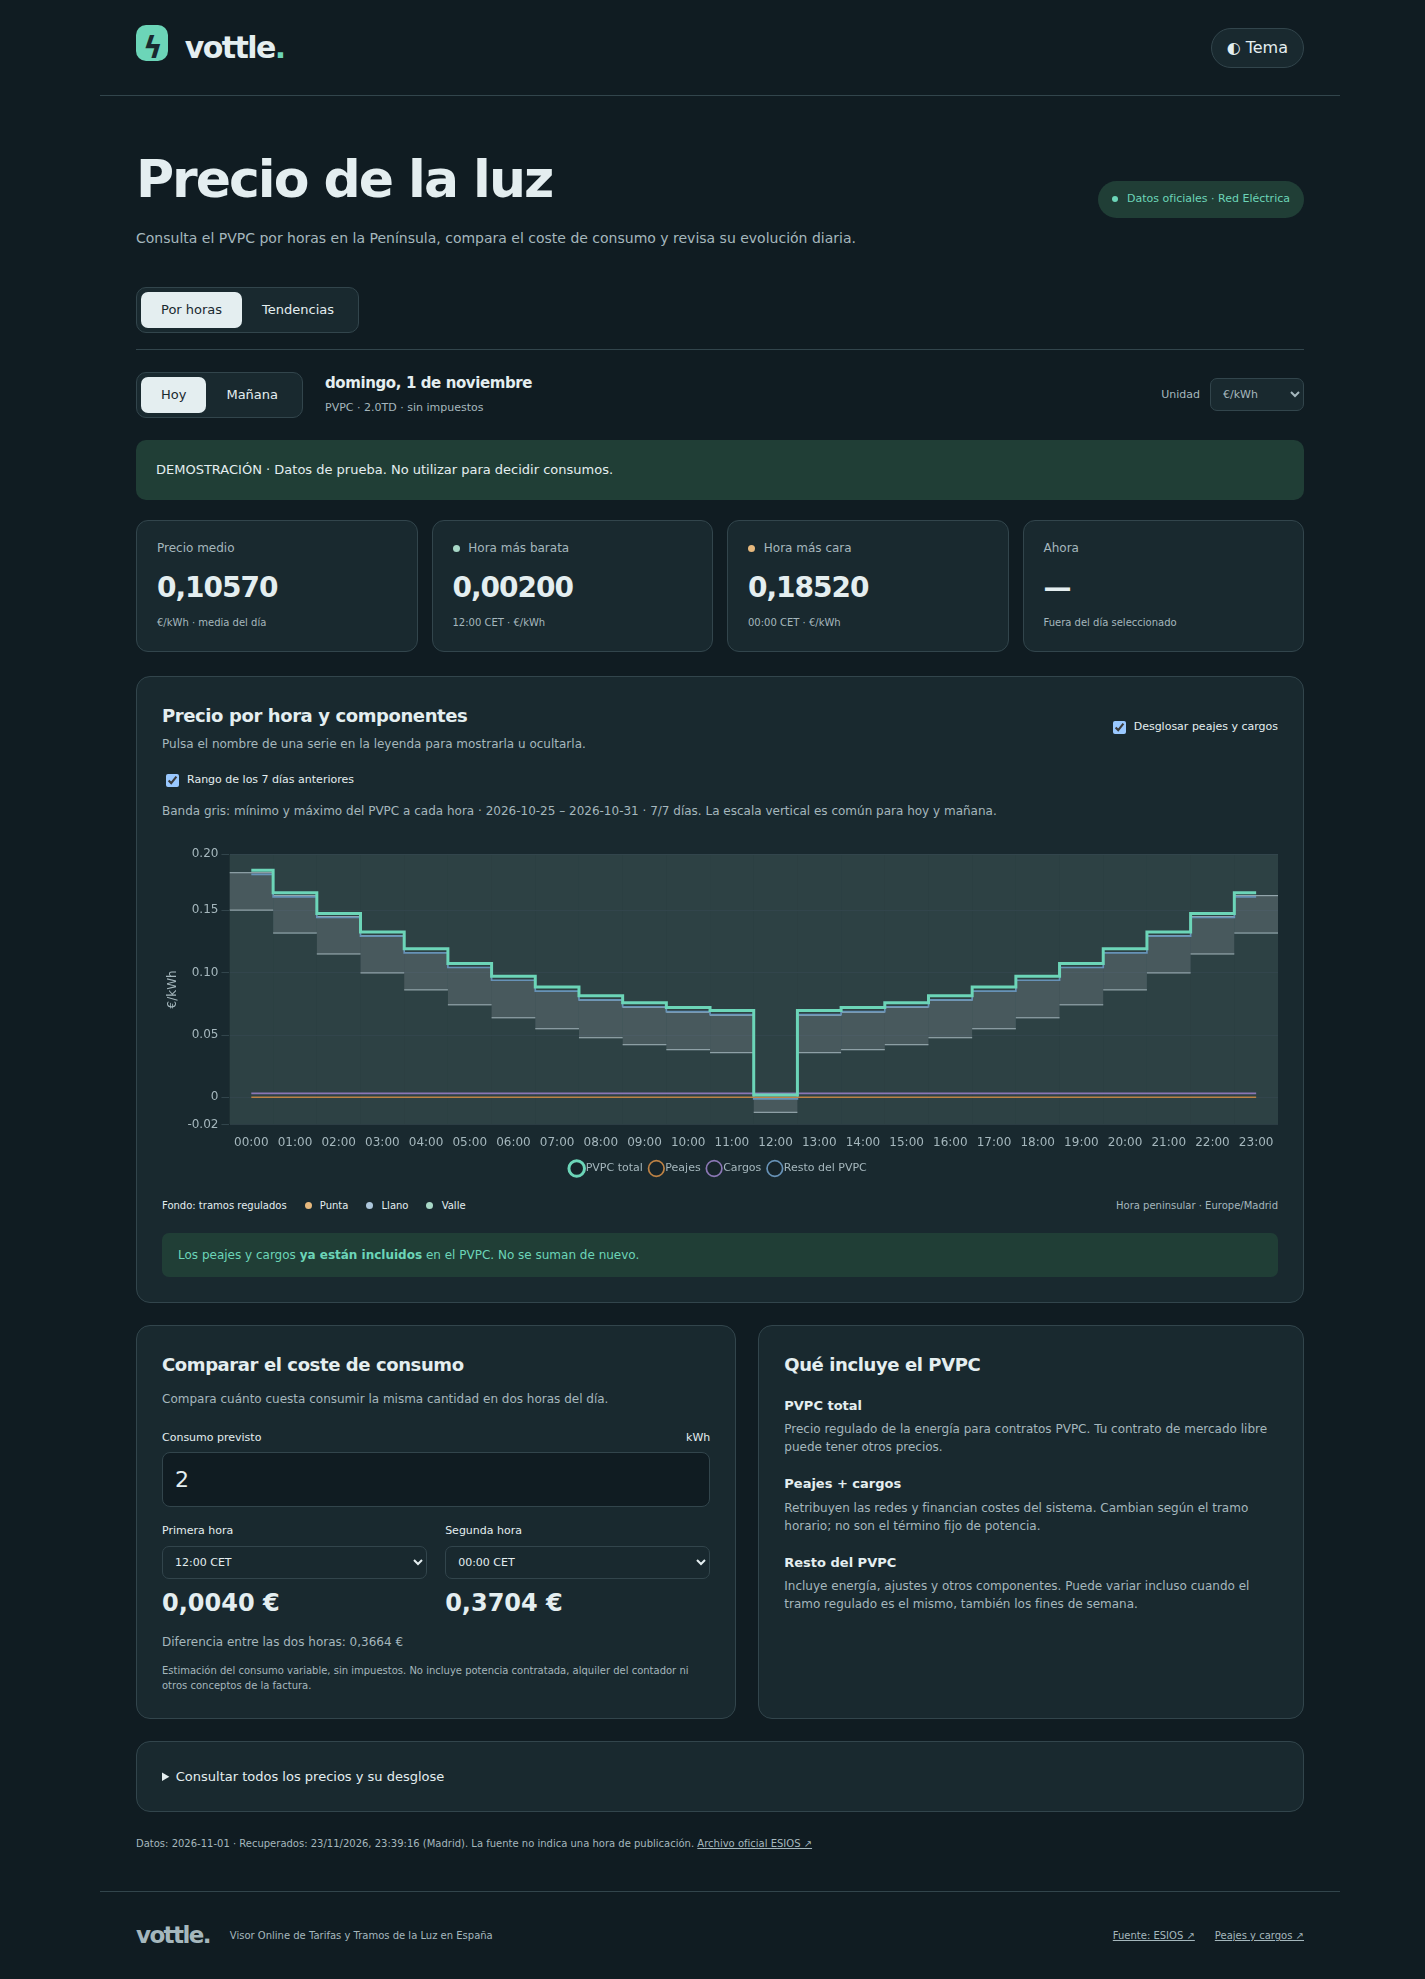 vottle.
◐ Tema
Precio de la luz
Datos oficiales · Red Eléctrica
Consulta el PVPC por horas en la Península, compara el coste de consumo y revisa su evolución diaria.
Por horas Tendencias
Hoy Mañana
domingo, 1 de noviembre
PVPC · 2.0TD · sin impuestos
Unidad €/kWh
DEMOSTRACIÓN · Datos de prueba. No utilizar para decidir consumos.
Precio medio
0,10570
€/kWh · media del día
Hora más barata
0,00200
12:00 CET · €/kWh
Hora más cara
0,18520
00:00 CET · €/kWh
Ahora
—
Fuera del día seleccionado
Precio por hora y componentes
Pulsa el nombre de una serie en la leyenda para mostrarla u ocultarla.
Desglosar peajes y cargos
Rango de los 7 días anteriores
Banda gris: mínimo y máximo del PVPC a cada hora · 2026-10-25 – 2026-10-31 · 7/7 días. La escala vertical es común para hoy y mañana.
€/kWh
0.20
0.15
0.10
0.05
0
-0.02
00:00 01:00 02:00 03:00 04:00 05:00 06:00 07:00 08:00 09:00 10:00 11:00 12:00 13:00 14:00 15:00 16:00 17:00 18:00 19:00 20:00 21:00 22:00 23:00
PVPC total Peajes Cargos Resto del PVPC
Fondo: tramos regulados Punta Llano Valle
Hora peninsular · Europe/Madrid
Los peajes y cargos ya están incluidos en el PVPC. No se suman de nuevo.
Comparar el coste de consumo
Compara cuánto cuesta consumir la misma cantidad en dos horas del día.
Consumo previsto kWh
2
Primera hora Segunda hora
12:00 CET 00:00 CET
0,0040 € 0,3704 €
Diferencia entre las dos horas: 0,3664 €
Estimación del consumo variable, sin impuestos. No incluye potencia contratada, alquiler del contador ni
otros conceptos de la factura.
Qué incluye el PVPC
PVPC total
Precio regulado de la energía para contratos PVPC. Tu contrato de mercado libre
puede tener otros precios.
Peajes + cargos
Retribuyen las redes y financian costes del sistema. Cambian según el tramo
horario; no son el término fijo de potencia.
Resto del PVPC
Incluye energía, ajustes y otros componentes. Puede variar incluso cuando el
tramo regulado es el mismo, también los fines de semana.
▶ Consultar todos los precios y su desglose
Datos: 2026-11-01 · Recuperados: 23/11/2026, 23:39:16 (Madrid). La fuente no indica una hora de publicación. Archivo oficial ESIOS ↗
vottle. Visor Online de Tarifas y Tramos de la Luz en España
Fuente: ESIOS ↗ Peajes y cargos ↗